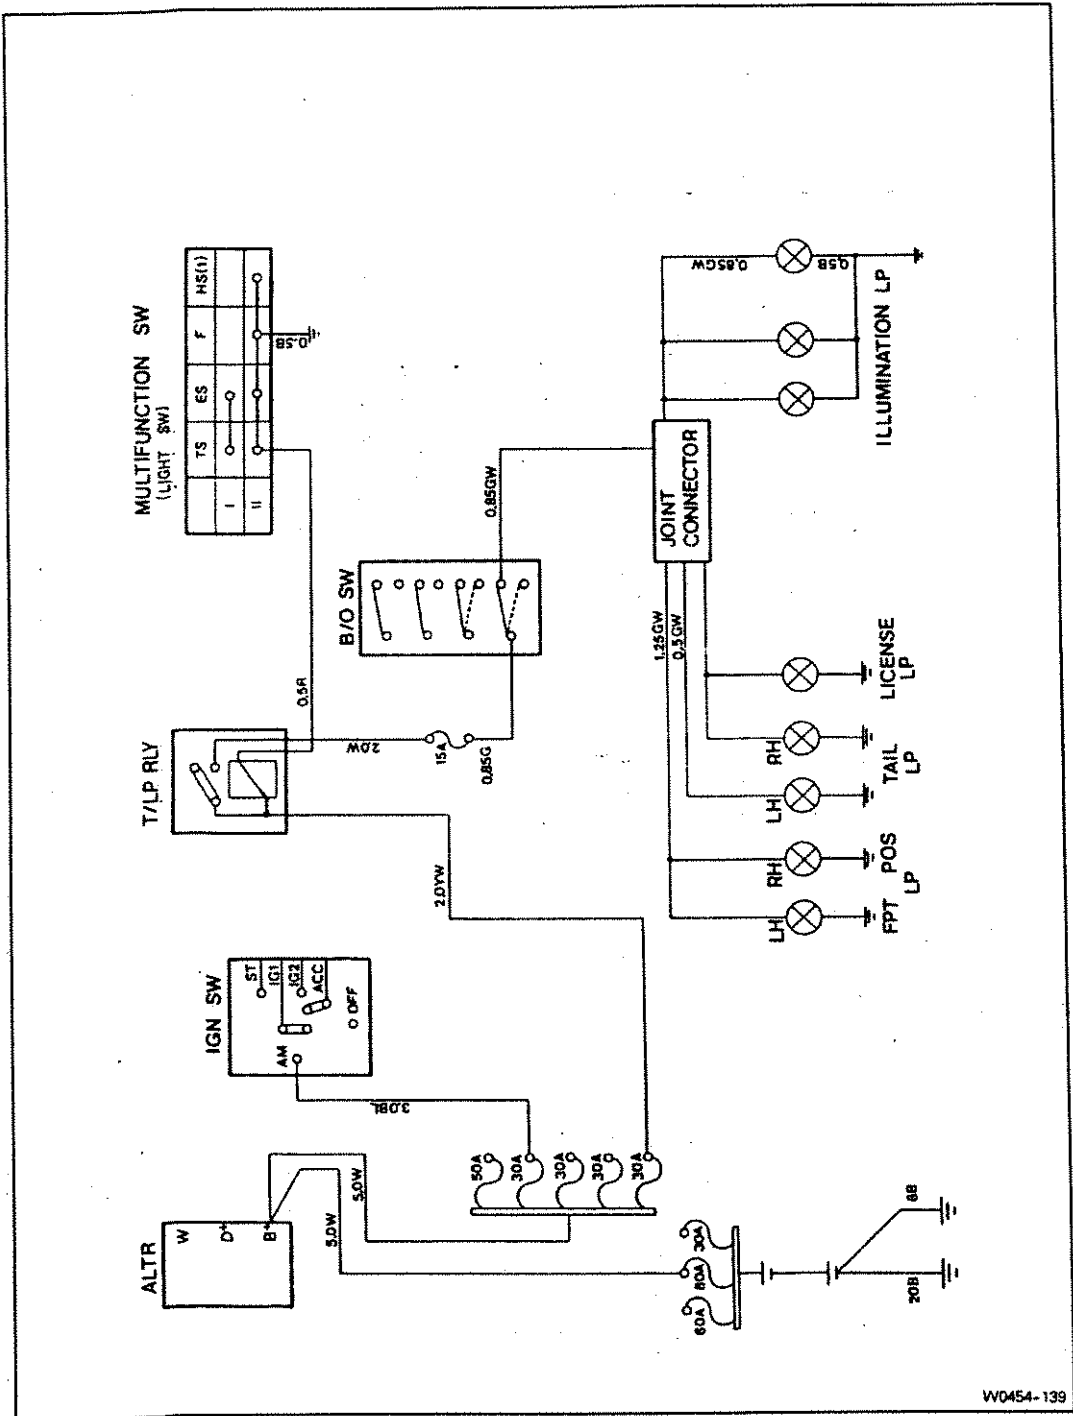 MULTIFUNCTION SW
(LIGHT SW)
TS
ES
F
HS(1)
I
II
0.5B
0.5R
T/LP RLY
2.0W
15A
0.85G
2.0YW
B/O SW
0.85GW
JOINT
CONNECTOR
0.85GW
0.5B
ILLUMINATION LP
1.25GW
0.5GW
LICENSE
LP
RH
LH
TAIL
LP
RH
LH
FPT POS
LP
IGN SW
AM
ST
IG1
IG2
ACC
OFF
3.0BL
ALTR
W
D+
B+
5.0W
5.0W
50A
30A
30A
30A
30A
60A
80A
30A
20B
8B
VV0454-139